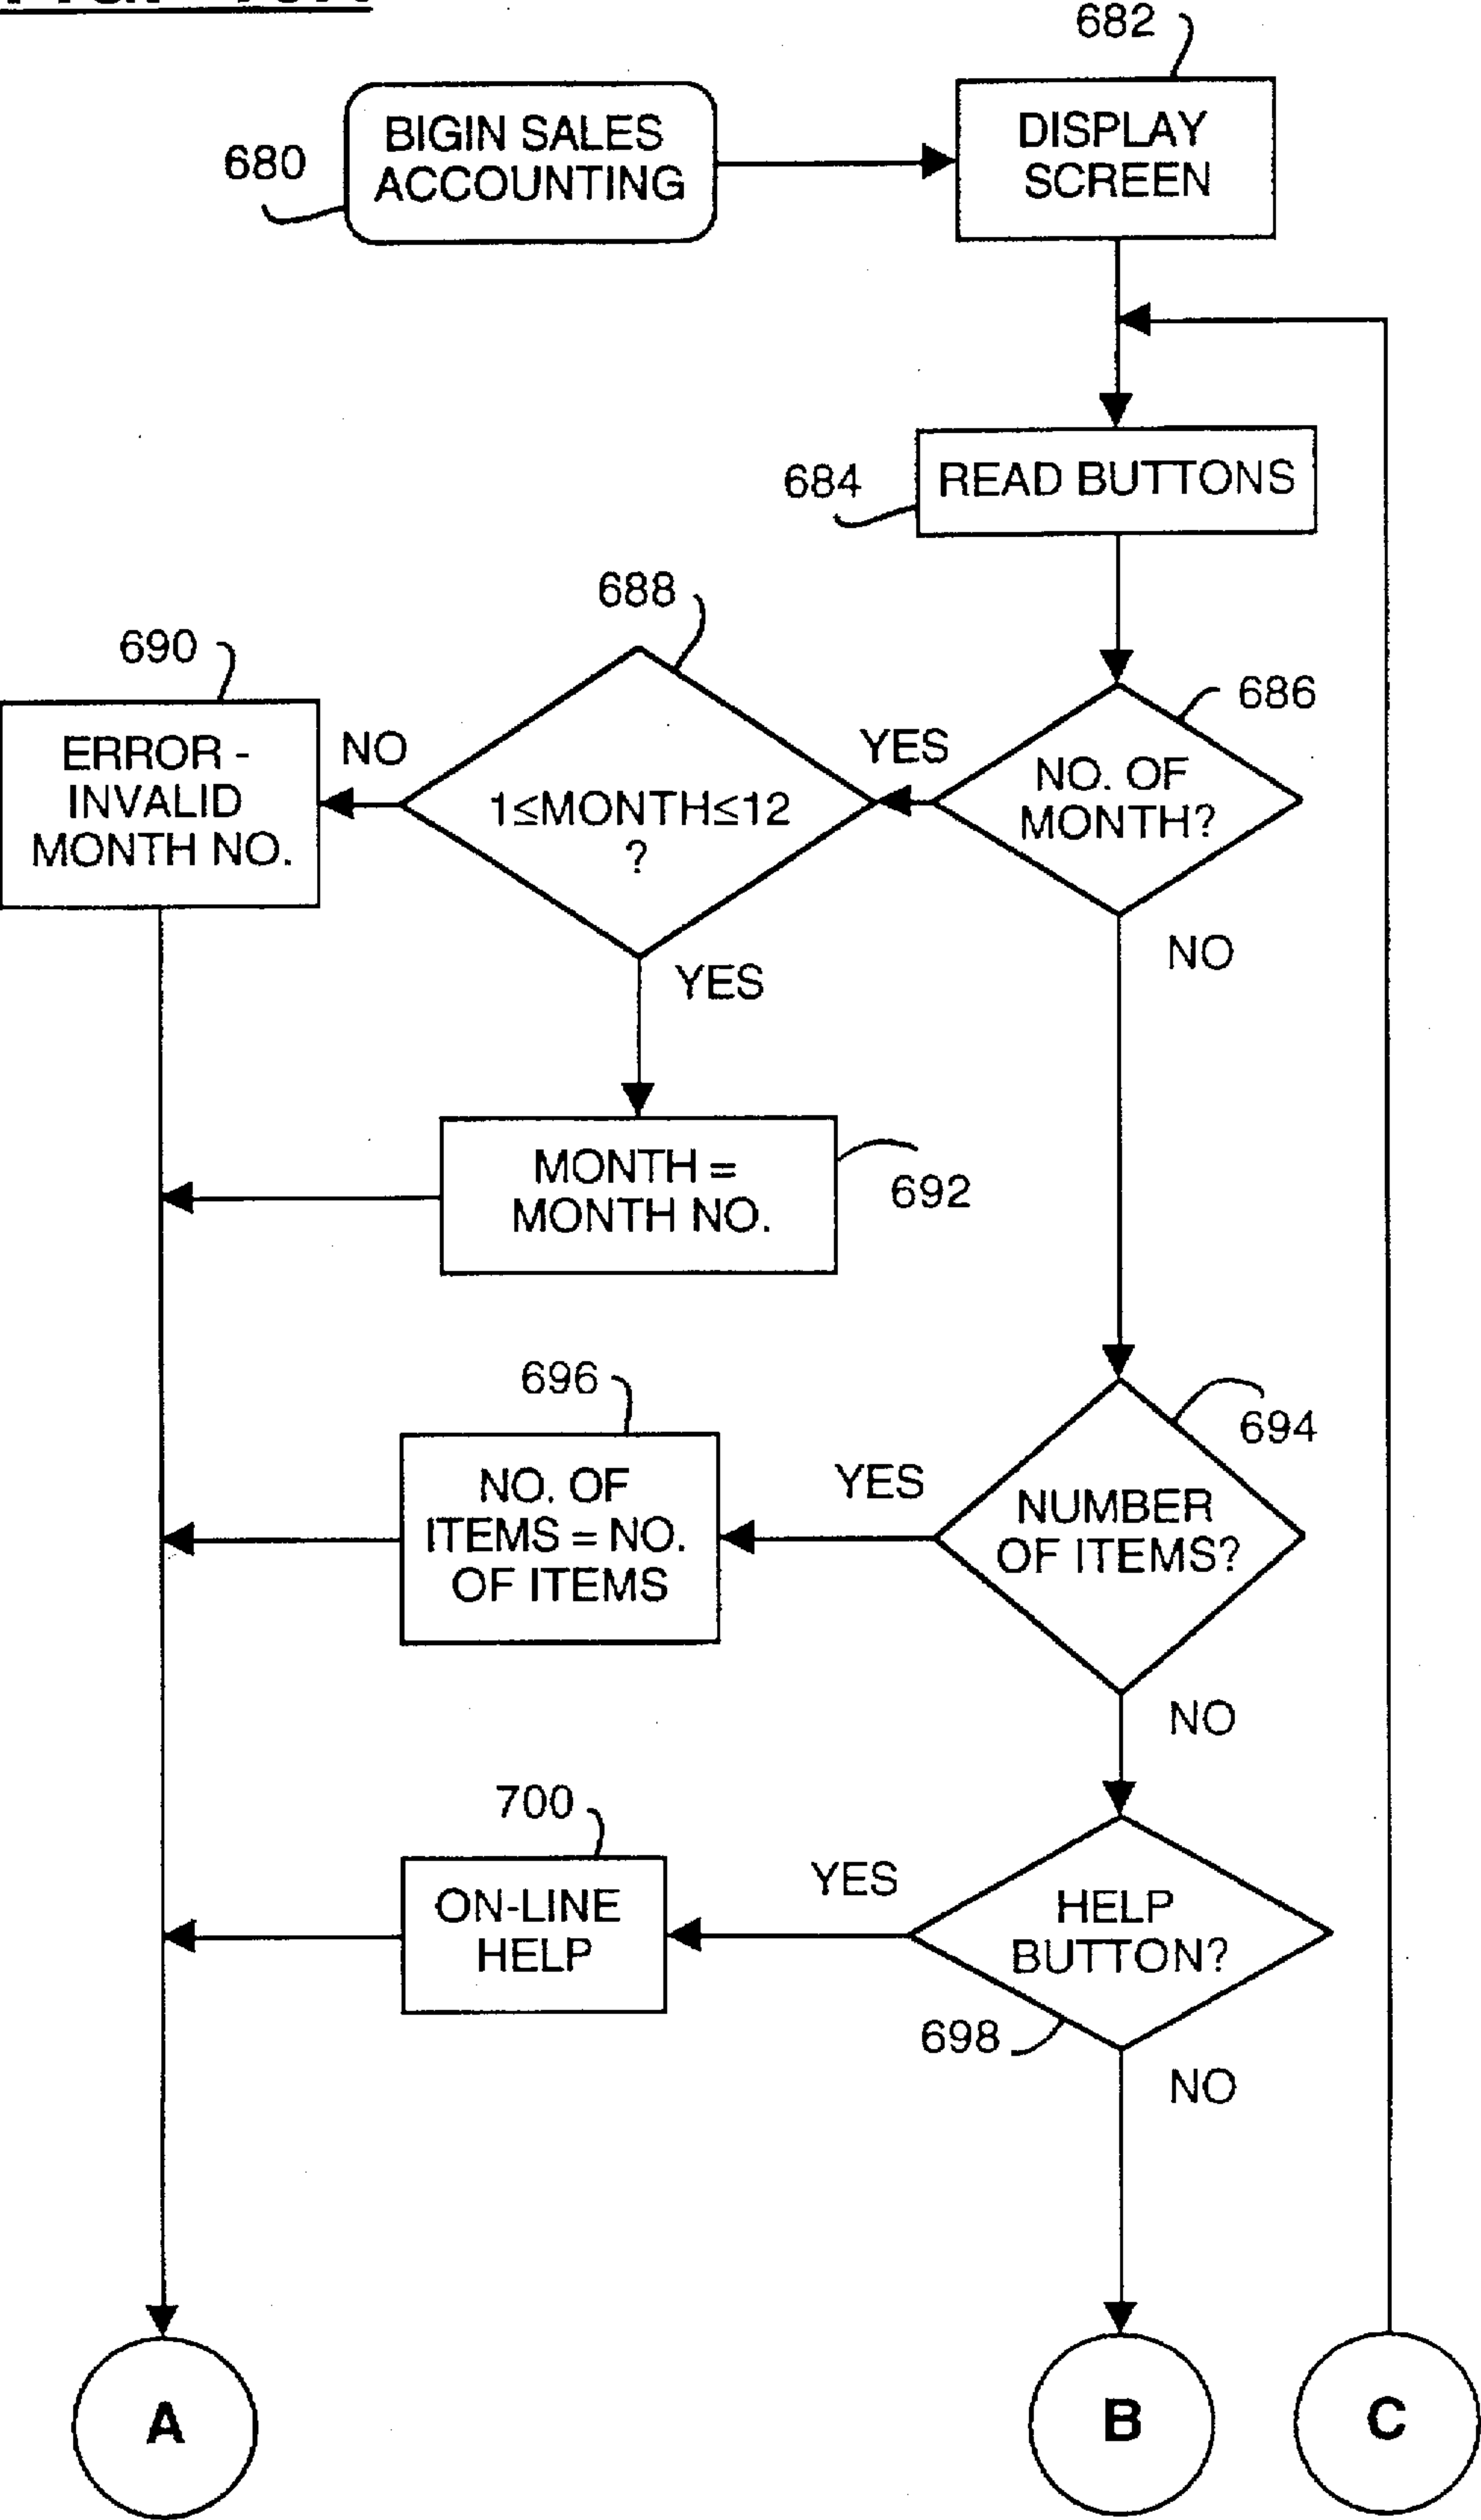 682
BIGIN SALES
ACCOUNTING
680
DISPLAY
SCREEN
684
READ BUTTONS
688
690
686
ERROR -
INVALID
MONTH NO.
NO
1≤MONTH≤12
?
YES
NO. OF
MONTH?
YES
NO
MONTH =
MONTH NO.
692
696
694
NO. OF
ITEMS = NO.
OF ITEMS
YES
NUMBER
OF ITEMS?
NO
700
ON-LINE
HELP
YES
HELP
BUTTON?
698
NO
A
B
C